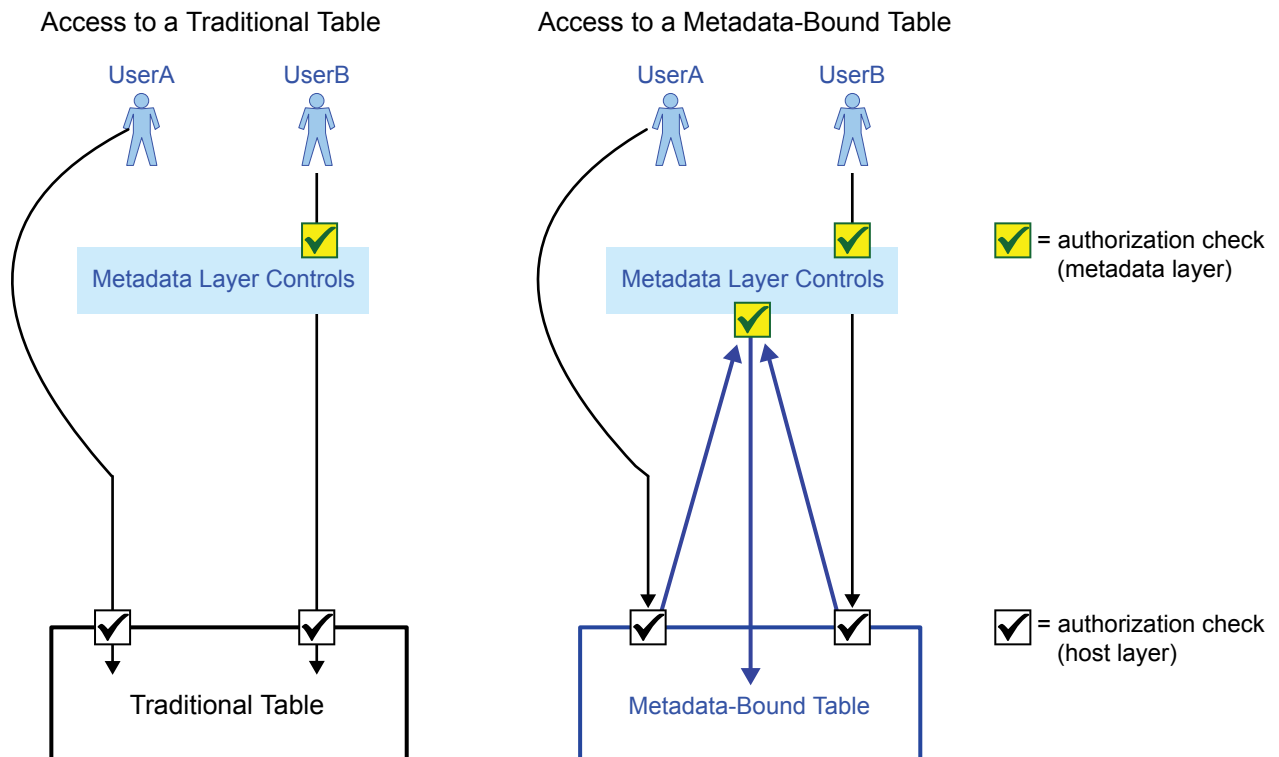 Access to a Traditional Table
UserA
UserB
Metadata Layer Controls
Traditional Table
Access to a Metadata-Bound Table
UserA
UserB
Metadata Layer Controls
Metadata-Bound Table
= authorization check
(metadata layer)
= authorization check
(host layer)